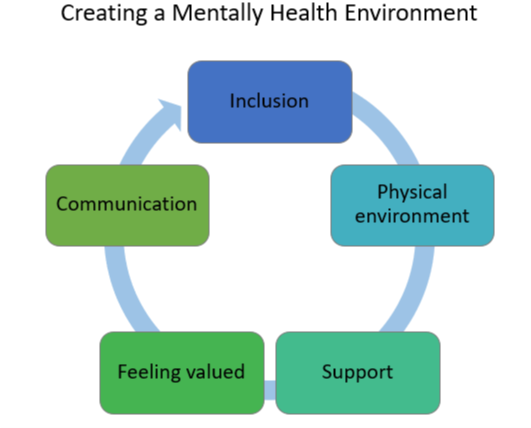 Creating a Mentally Health Environment
Inclusion
Physical
environment
Support
Feeling valued
Communication